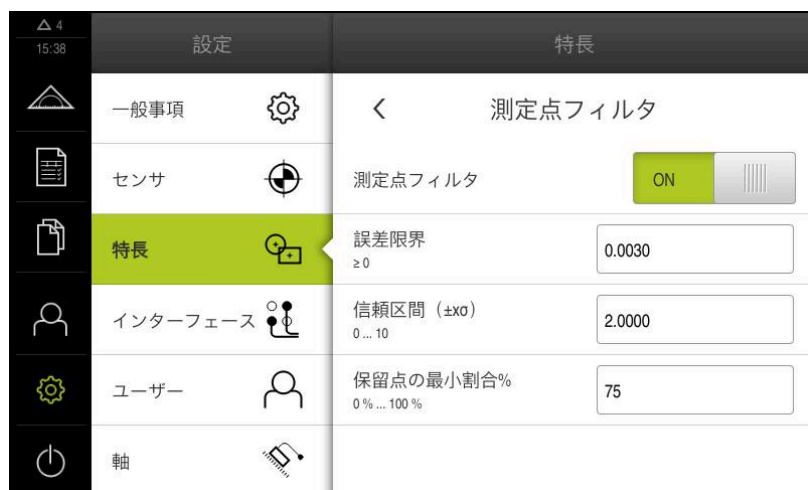 4
15:38
設定
特長
一般事項
センサ
特長
インターフェース
ユーザー
軸
測定点フィルタ
測定点フィルタ
ON
誤差限界
≥ 0
0.0030
信頼区間（±xσ）
0 ... 10
2.0000
保留点の最小割合%
0 % ... 100 %
75